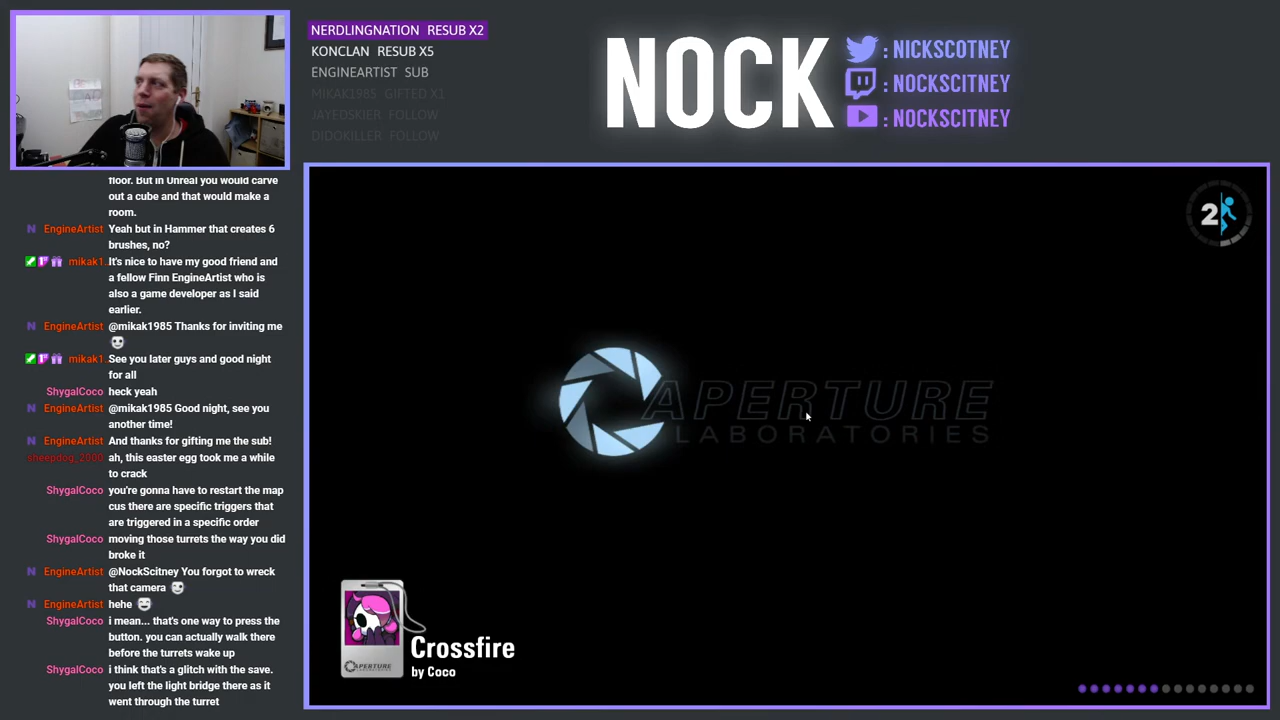 NERDLINGNATION RESUB X2
KONCLAN RESUB X5
ENGINEARTIST SUB
MIKAK1985 GIFTED X1
JAYEDSKIER FOLLOW
DIDOKILLER FOLLOW
NOCK
: NICKSCOTNEY
: NOCKSCITNEY
: NOCKSCITNEY
floor. But in Unreal you would carve
out a cube and that would make a
room.
EngineArtist Yeah but in Hammer that creates 6
brushes, no?
mikak1 It's nice to have my good friend and
a fellow Finn EngineArtist who is
also a game developer as I said
earlier.
EngineArtist @mikak1985 Thanks for inviting me
mikak1 See you later guys and good night
for all
ShygalCoco heck yeah
EngineArtist @mikak1985 Good night, see you
another time!
EngineArtist And thanks for gifting me the sub!
sheepdog_2000 ah, this easter egg took me a while
to crack
ShygalCoco you're gonna have to restart the map
cus there are specific triggers that
are triggered in a specific order
ShygalCoco moving those turrets the way you did
broke it
EngineArtist @NockScitney You forgot to wreck
that camera
EngineArtist hehe
ShygalCoco i mean... that's one way to press the
button. you can actually walk there
before the turrets wake up
ShygalCoco i think that's a glitch with the save.
you left the light bridge there as it
went through the turret
2
APERTURE
LABORATORIES
APERTURE
Crossfire
by Coco